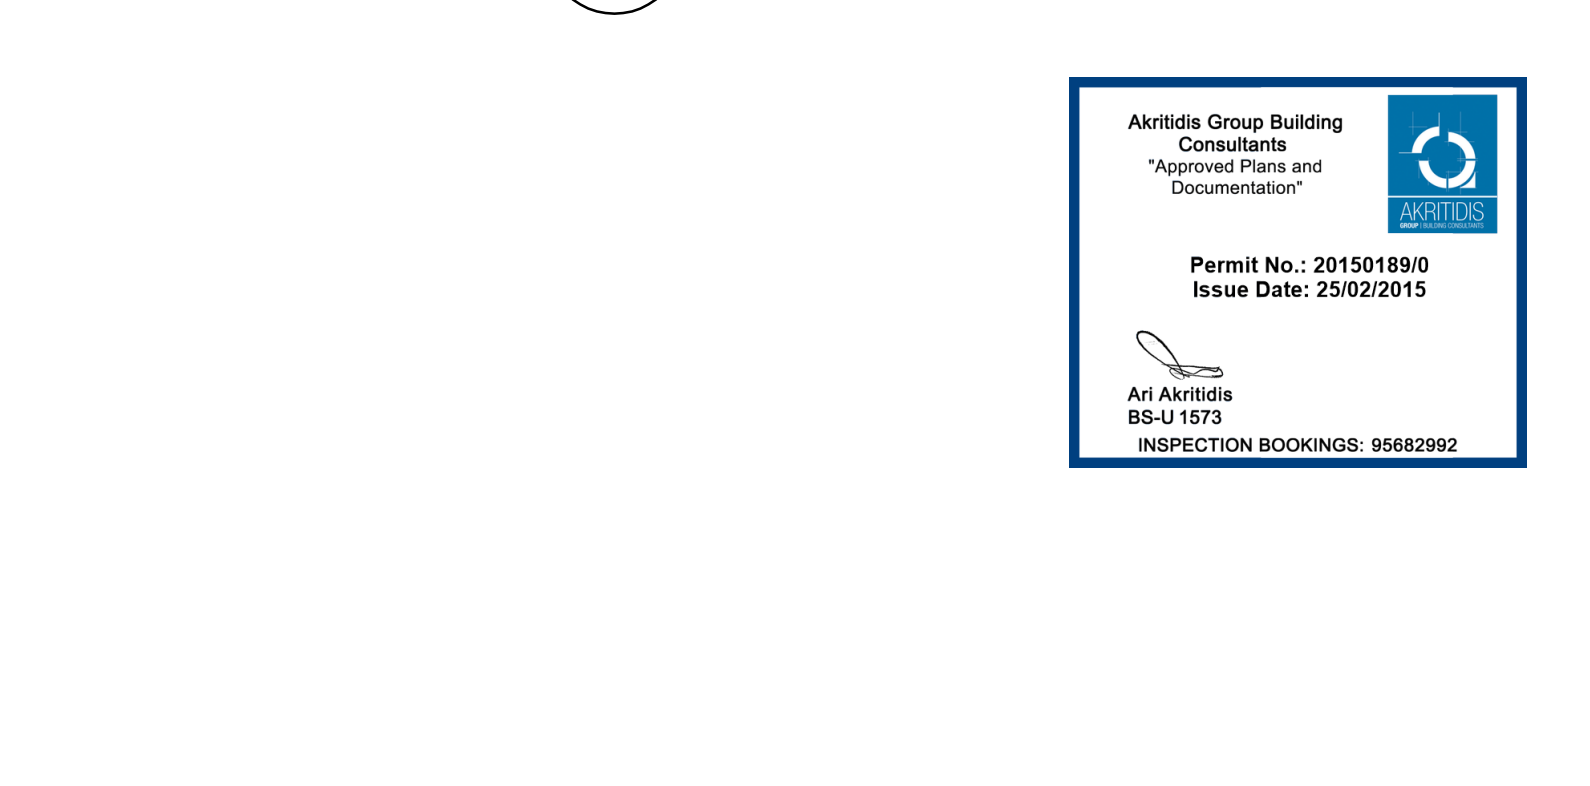 Akritidis Group Building
Consultants
"Approved Plans and
Documentation"
AKRITIDIS
GROUP | BUILDING CONSULTANTS
Permit No.: 20150189/0
Issue Date: 25/02/2015
Ari Akritidis
BS-U 1573
INSPECTION BOOKINGS: 95682992